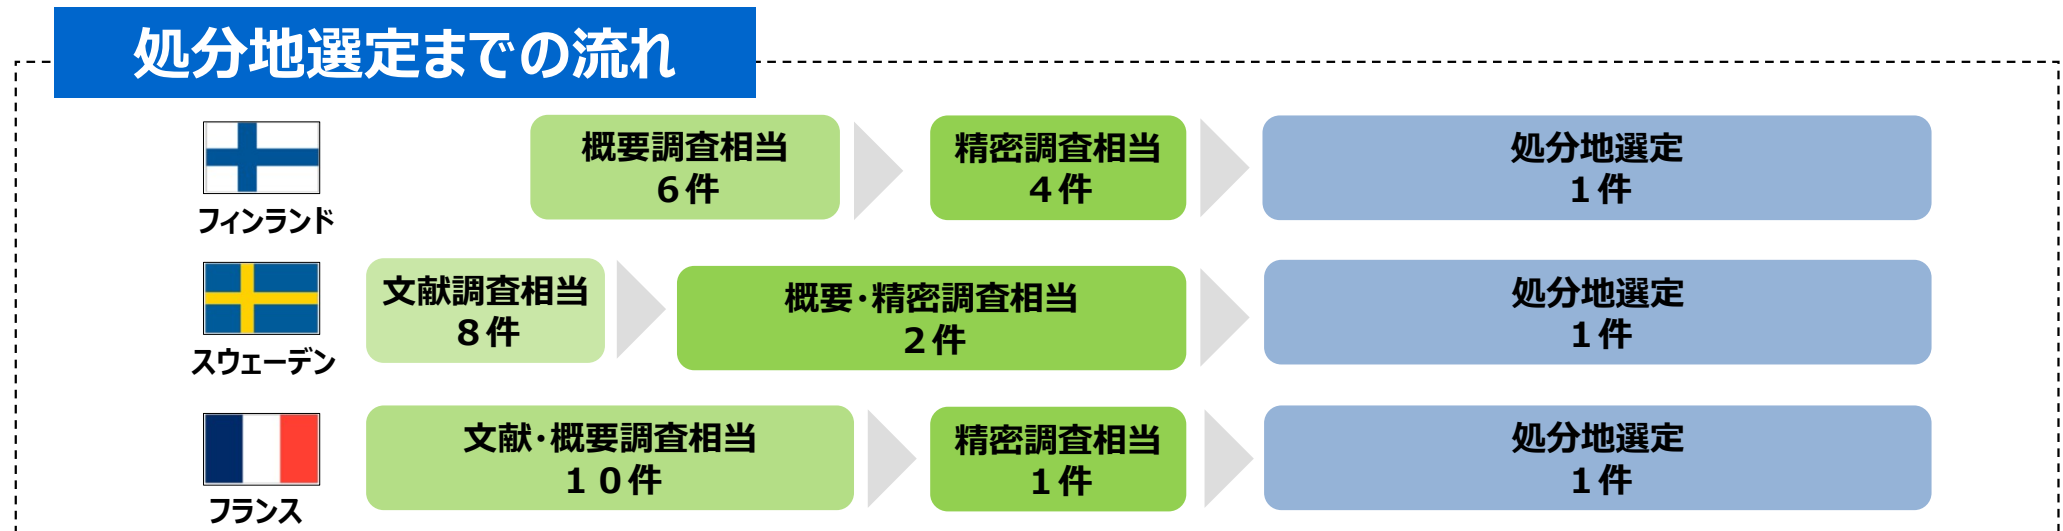 処分地選定までの流れ
フィンランド
概要調査相当
６件
精密調査相当
４件
処分地選定
１件
スウェーデン
文献調査相当
８件
概要･精密調査相当
２件
処分地選定
１件
フランス
文献･概要調査相当
１０件
精密調査相当
１件
処分地選定
１件